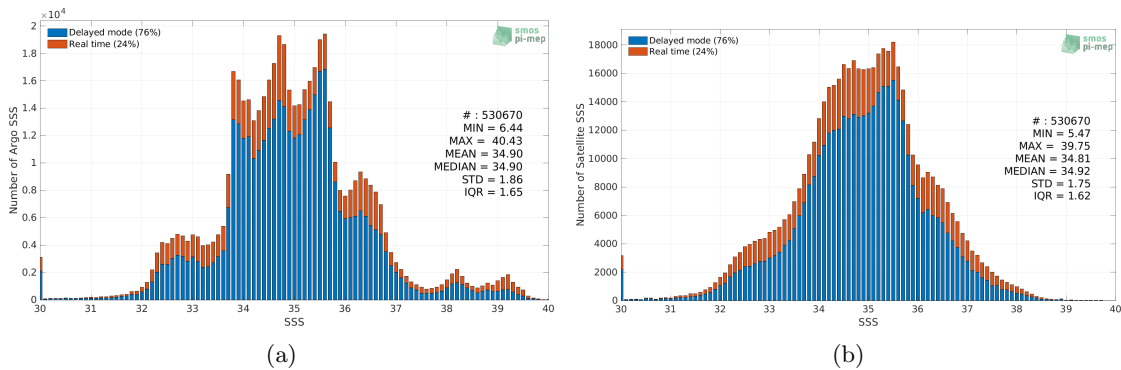 ×10⁴
Delayed mode (76%)
Real time (24%)
smos
pi-mep
# : 530670
MIN = 6.44
MAX = 40.43
MEAN = 34.90
MEDIAN = 34.90
STD = 1.86
IQR = 1.65
Number of Argo SSS
2
1.8
1.6
1.4
1.2
1
0.8
0.6
0.4
0.2
0
30 31 32 33 34 35 36 37 38 39 40
SSS
(a)
Delayed mode (76%)
Real time (24%)
smos
pi-mep
# : 530670
MIN = 5.47
MAX = 39.75
MEAN = 34.81
MEDIAN = 34.92
STD = 1.75
IQR = 1.62
Number of Satellite SSS
18000
16000
14000
12000
10000
8000
6000
4000
2000
0
30 31 32 33 34 35 36 37 38 39 40
SSS
(b)